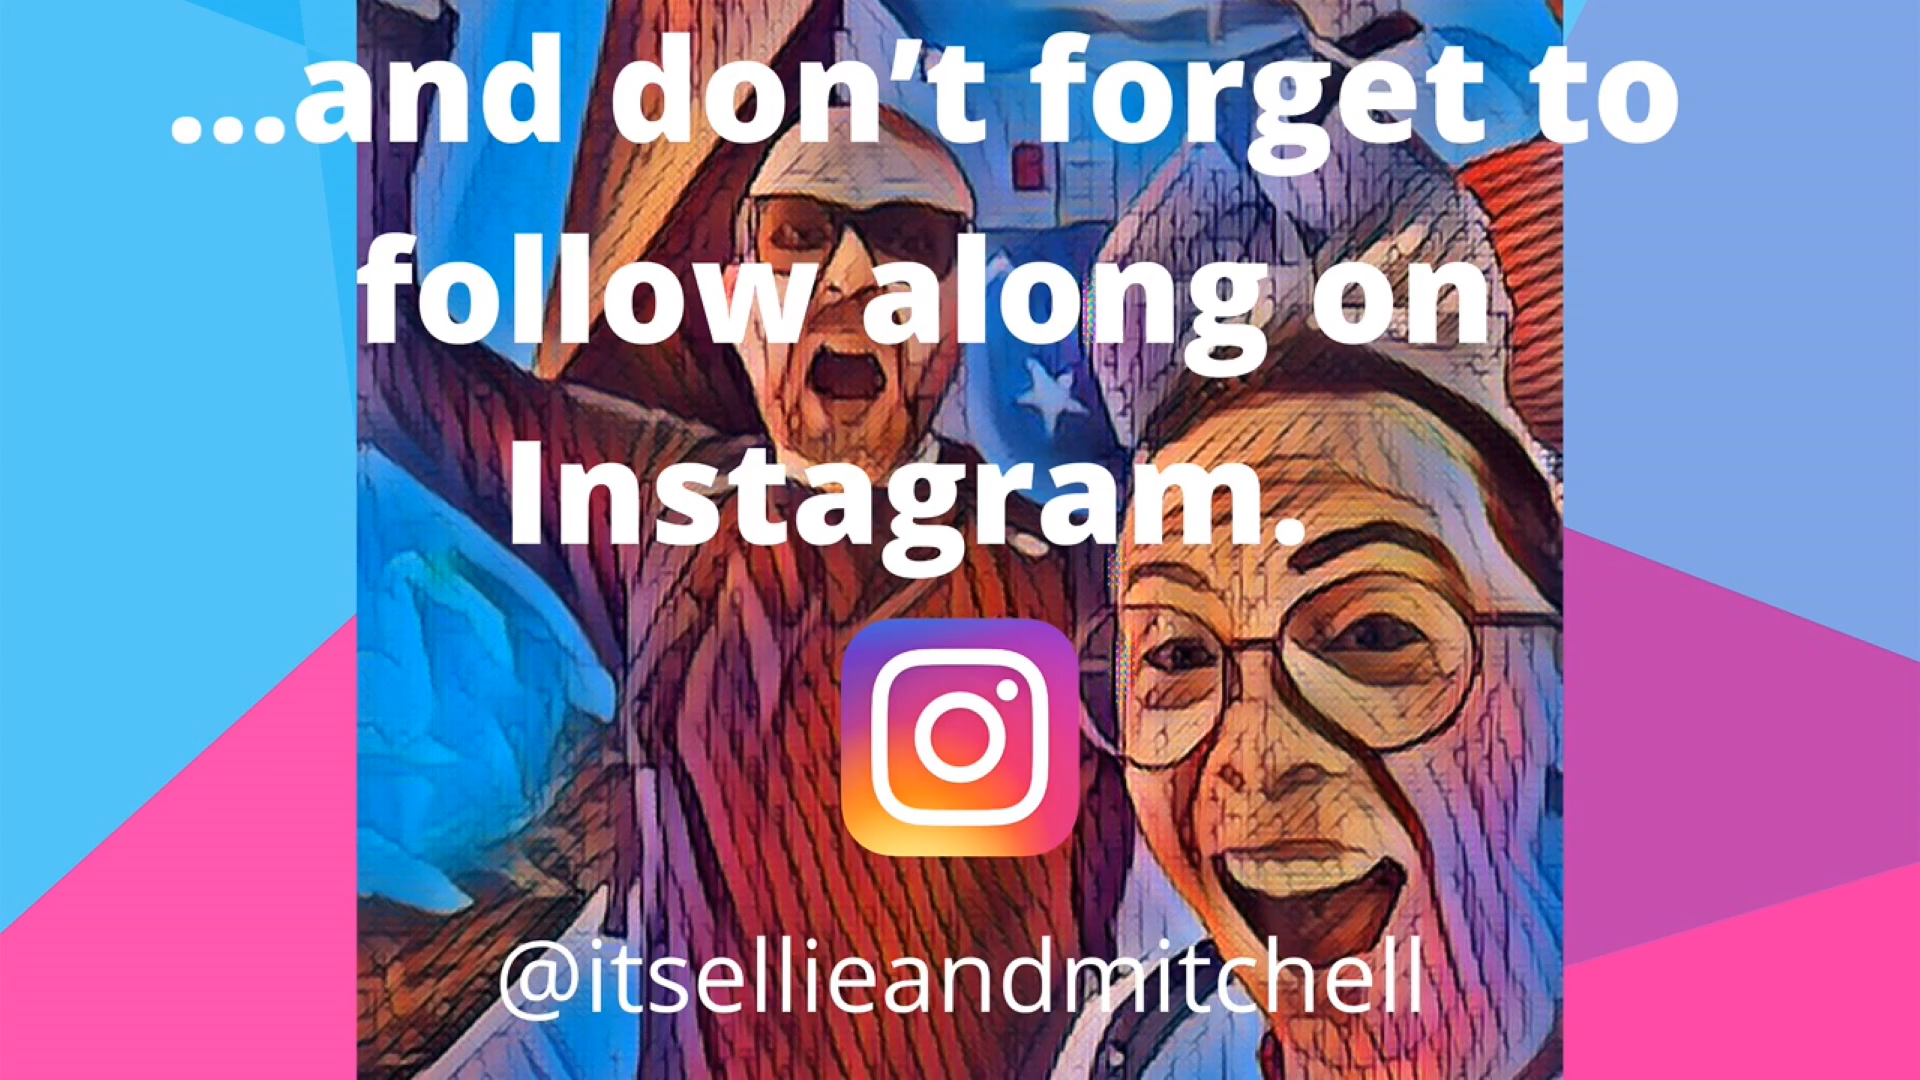 ...and don’t forget to
follow along on
Instagram.
@itsellieandmitchell